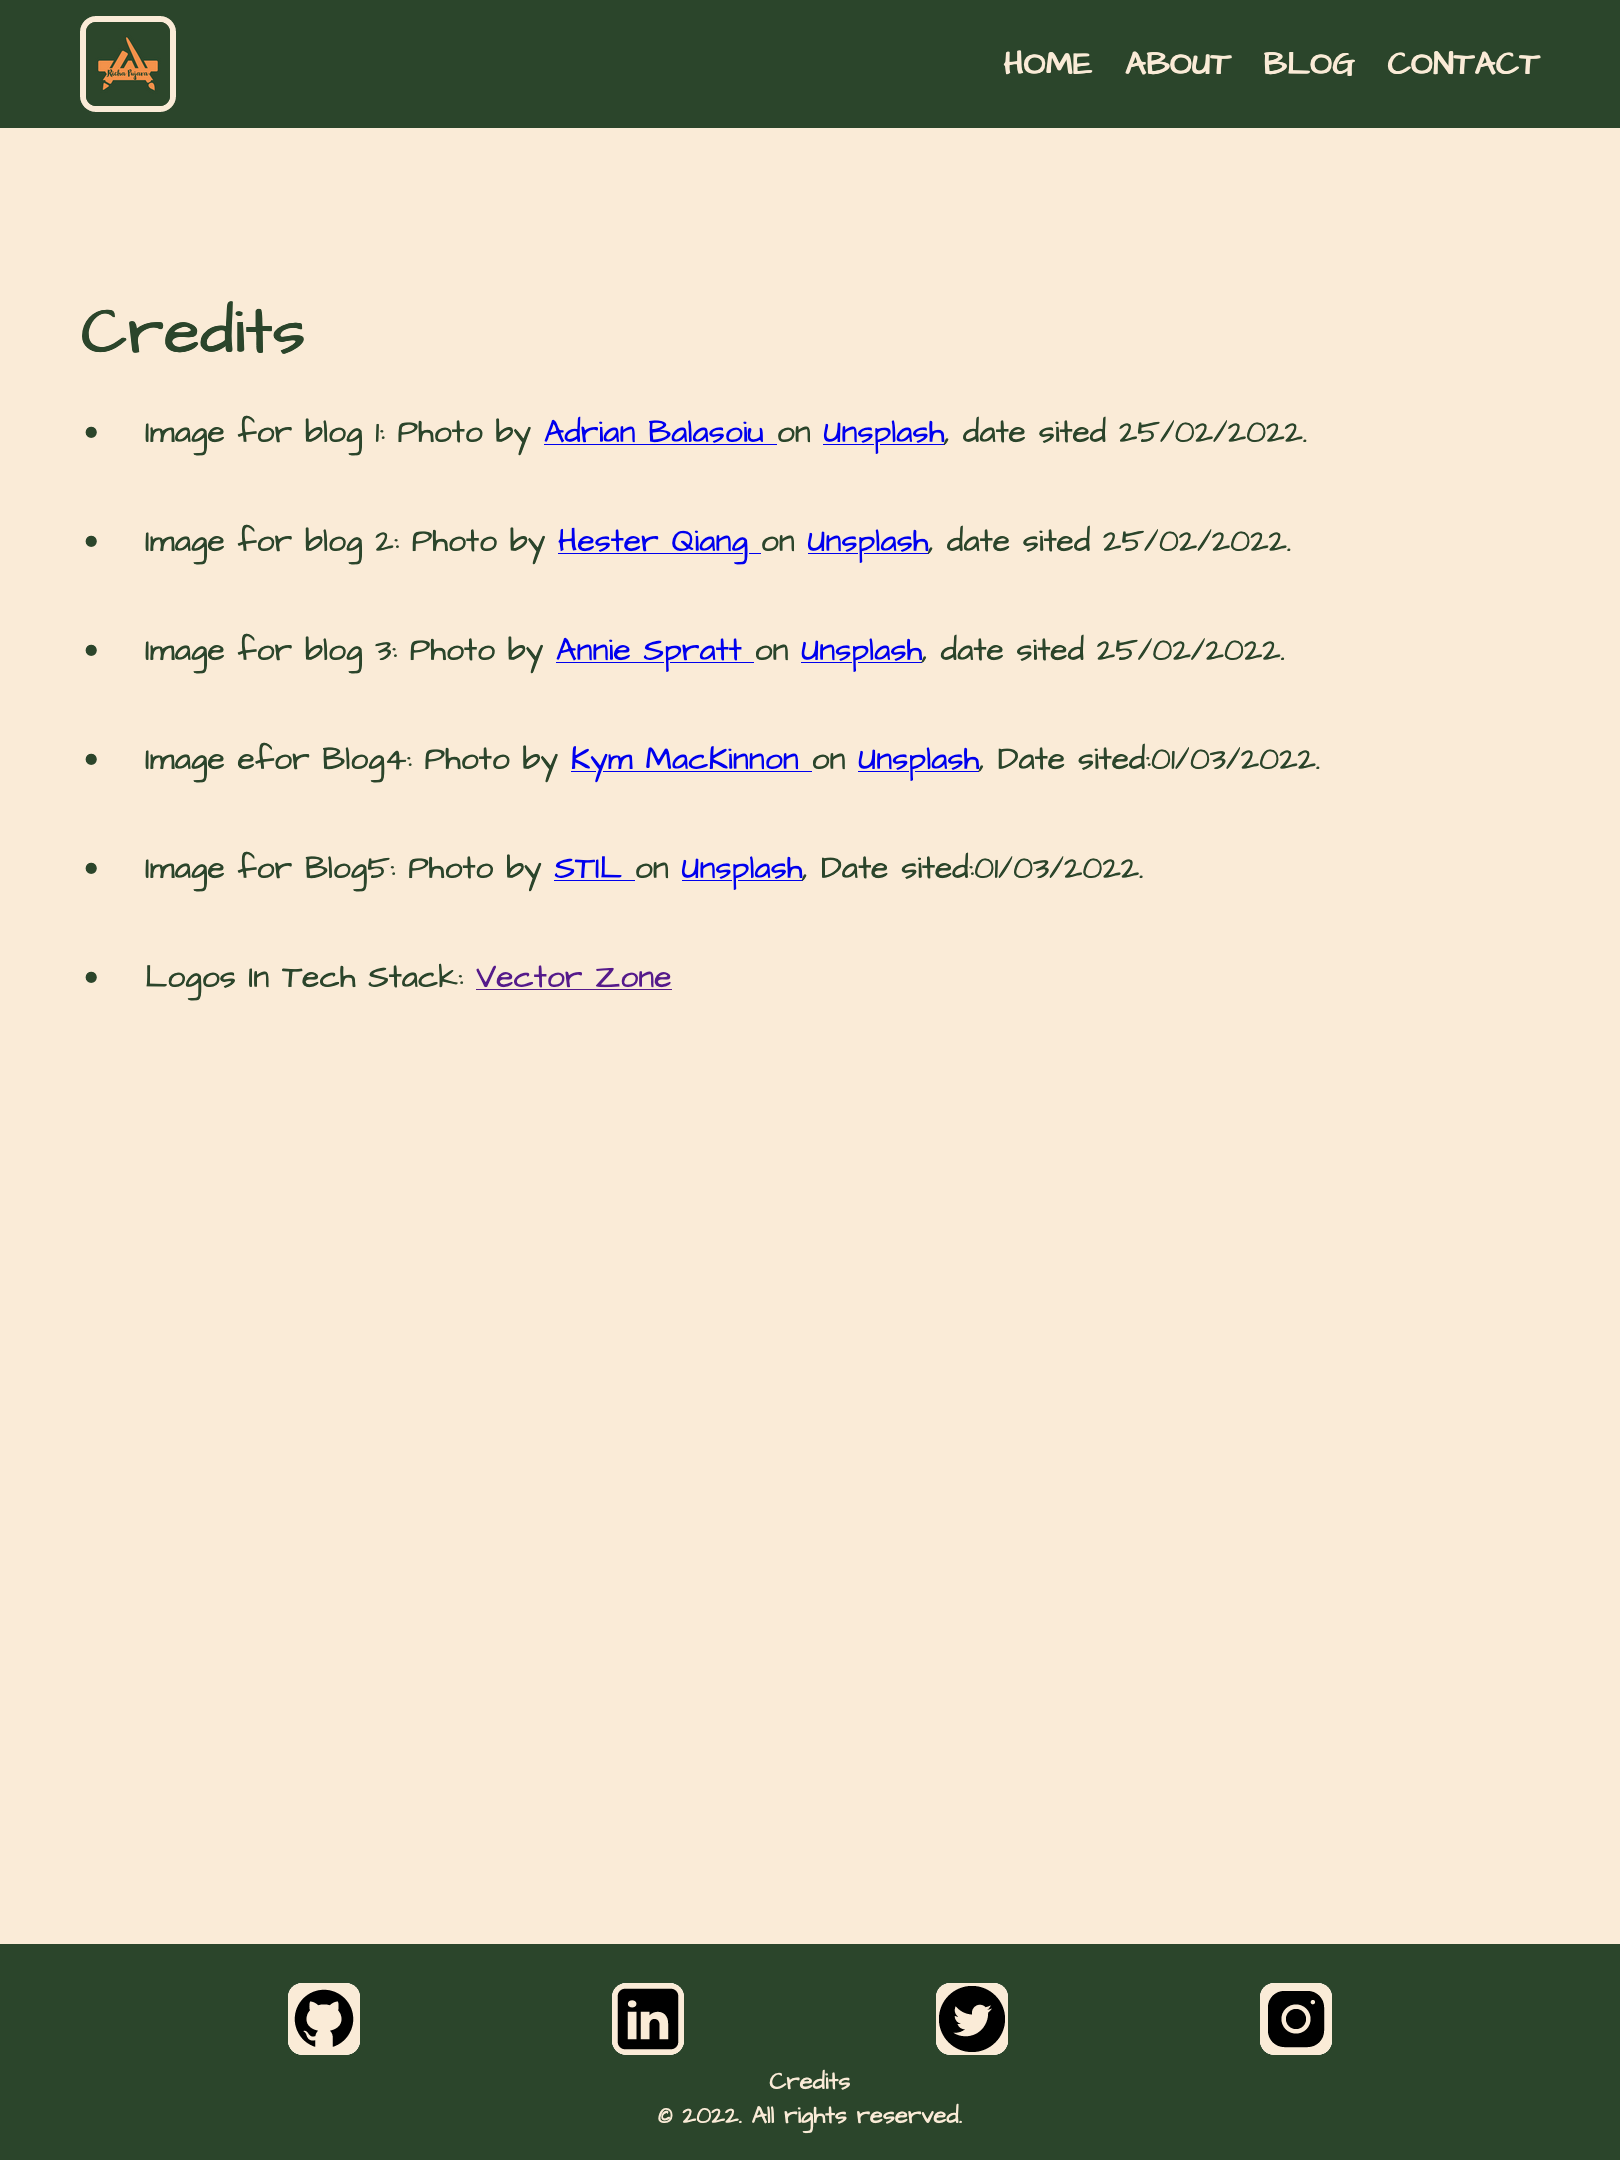 Richa Pujara
HOME ABOUT BLOG CONTACT
Credits
• Image for blog 1: Photo by Adrian Balasoiu on Unsplash, date sited 25/02/2022.
• Image for blog 2: Photo by Hester Qiang on Unsplash, date sited 25/02/2022.
• Image for blog 3: Photo by Annie Spratt on Unsplash, date sited 25/02/2022.
• Image efor Blog4: Photo by Kym MacKinnon on Unsplash, Date sited:01/03/2022.
• Image for Blog5: Photo by STIL on Unsplash, Date sited:01/03/2022.
• Logos In Tech Stack: Vector Zone
in
Credits
© 2022. All rights reserved.